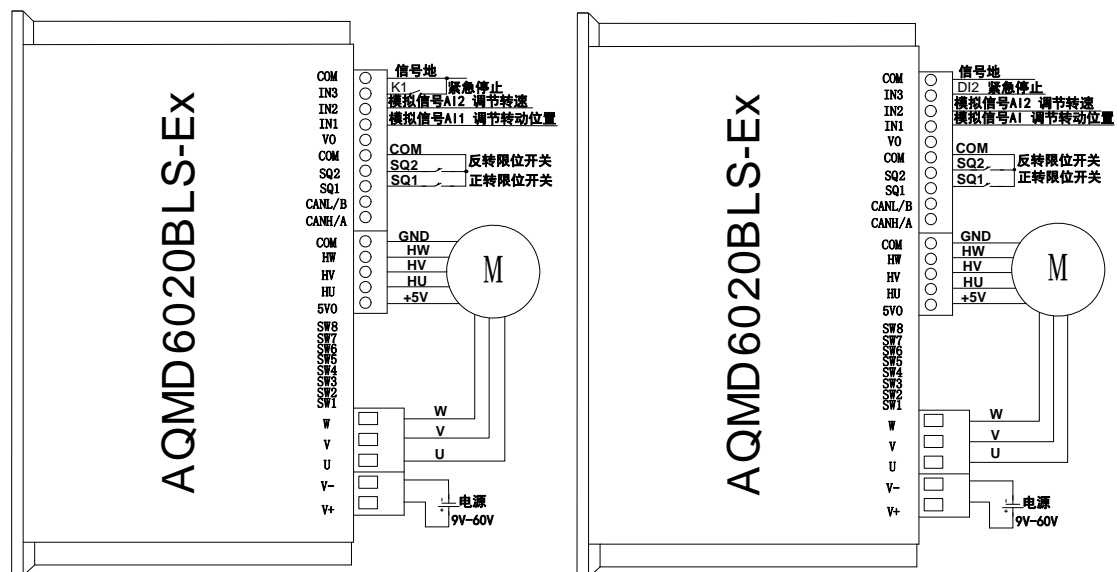 AQMD6020BLS-Ex
COM
IN3
IN2
IN1
VO
COM
SQ2
SQ1
CANL/B
CANH/A
COM
HW
HV
HU
5VO
SW8
SW7
SW6
SW5
SW4
SW3
SW2
SW1
W
V
U
V-
V+
信号地
K1 紧急停止
模拟信号AI2 调节转速
模拟信号AI1 调节转动位置
COM
SQ2 反转限位开关
SQ1 正转限位开关
GND
HW
HV
HU
+5V
M
W
V
U
电源
9V-60V
AQMD6020BLS-Ex
COM
IN3
IN2
IN1
VO
COM
SQ2
SQ1
CANL/B
CANH/A
COM
HW
HV
HU
5VO
SW8
SW7
SW6
SW5
SW4
SW3
SW2
SW1
W
V
U
V-
V+
信号地
DI2 紧急停止
模拟信号AI2 调节转速
模拟信号AI 调节转动位置
COM
SQ2 反转限位开关
SQ1 正转限位开关
GND
HW
HV
HU
+5V
M
W
V
U
电源
9V-60V